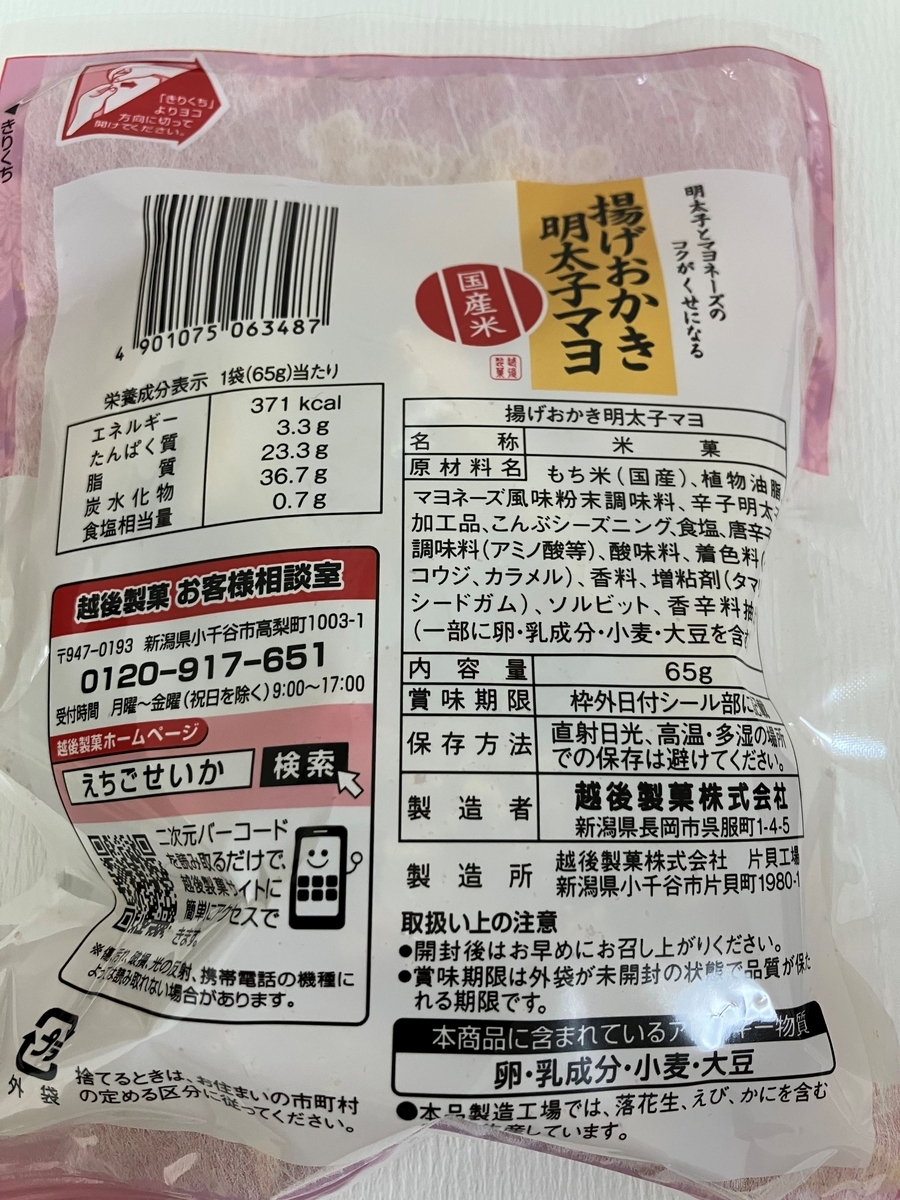 「きりくち」
よりヨコ
方向に切って
開けてください。
◀きりくち
4 901075 063487
明太子とマヨネーズの
コクがくせになる
揚げおかき
明太子マヨ
国産米
越後
製菓
栄養成分表示 1袋(65g)当たり
エネルギー 371 kcal
たんぱく質 3.3g
脂質 23.3g
炭水化物 36.7g
食塩相当量 0.7g
揚げおかき明太子マヨ
名称 米菓
原材料名 もち米(国産)、植物油脂
マヨネーズ風味粉末調味料、辛子明太
加工品、こんぶシーズニング、食塩、唐辛
調味料(アミノ酸等)、酸味料、着色料(
コウジ、カラメル)、香料、増粘剤(タマ
シードガム)、ソルビット、香辛料抽
(一部に卵・乳成分・小麦・大豆を含
内容量 65g
賞味期限 枠外日付シール部に
保存方法 直射日光、高温・多湿の場所
での保存は避けてください。
製造者 越後製菓株式会社
新潟県長岡市呉服町1-4-5
製造所 越後製菓株式会社 片貝工場
新潟県小千谷市片貝町1980-1
取扱い上の注意
●開封後はお早めにお召し上がりください。
●賞味期限は外袋が未開封の状態で品質が保た
れる期限です。
本商品に含まれているア ー物質
卵・乳成分・小麦・大豆
●本品製造工場では、落花生、えび、かにを含む
生産しています。
越後製菓 お客様相談室
〒947-0193 新潟県小千谷市高梨町1003-1
0120-917-651
受付時間 月曜~金曜(祝日を除く)9:00~17:00
越後製菓ホームページ
えちごせいか 検索
二次元バーコード
を読み取るだけで、
越後製菓サイトに
簡単にアクセスで
きます。
光の反射、携帯電話の機種に
よっては読み取れない場合があります。
プラ
外袋
捨てるときは、お住まいの市町村
の定める区分に従ってください。